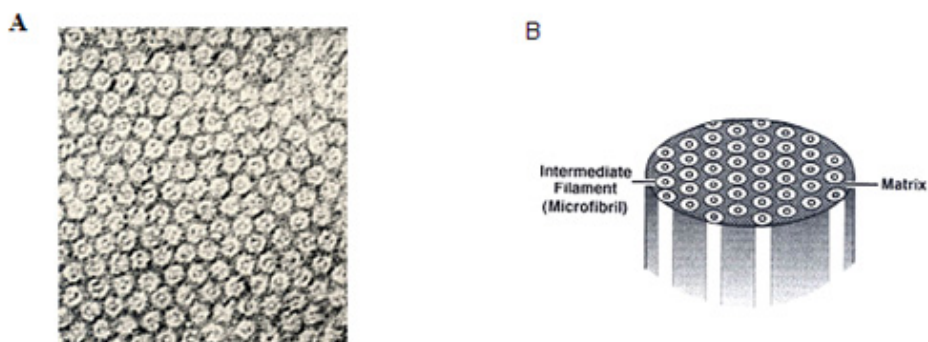 A
B
Intermediate
Filament
(Microfibril)
Matrix